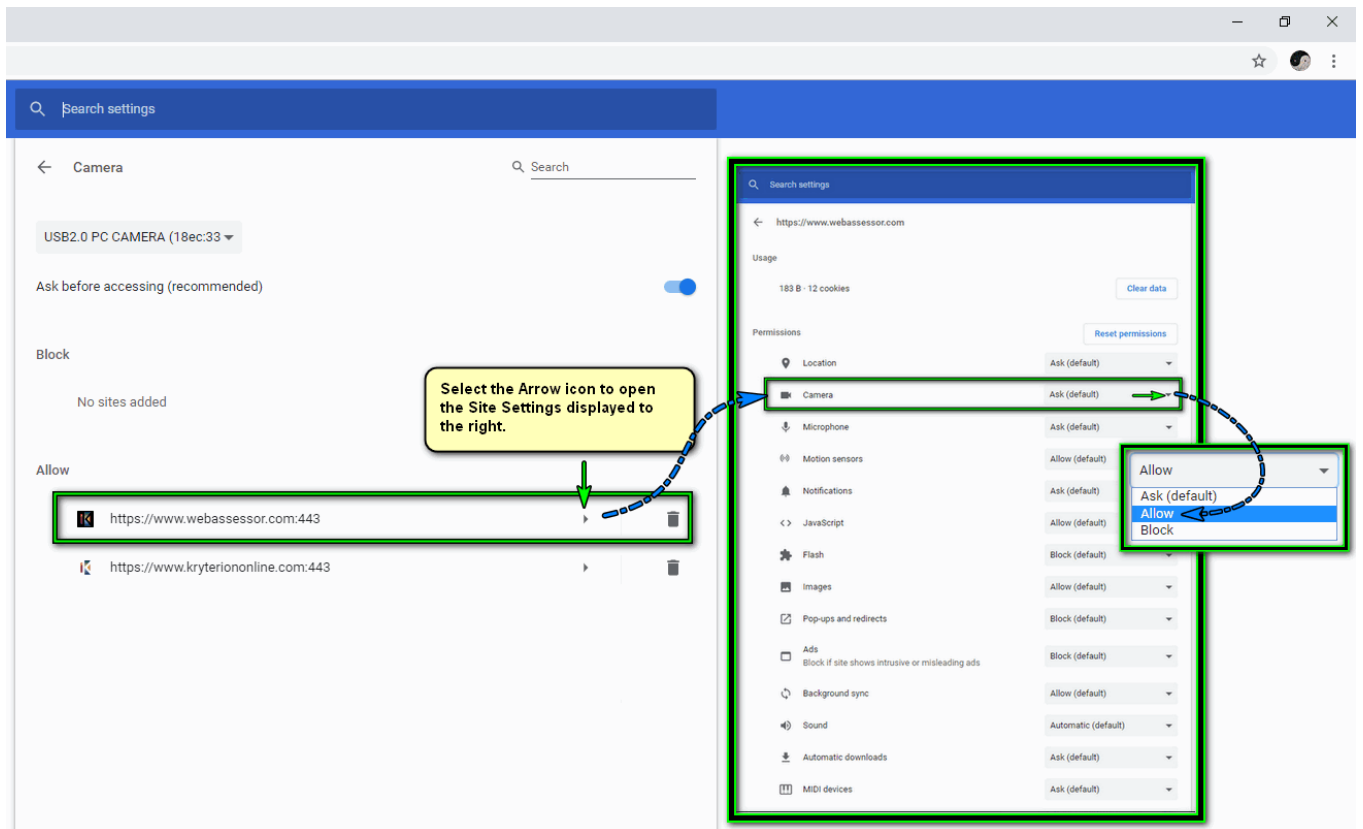 Search settings
Camera
Search
USB2.0 PC CAMERA (18ec:33
Ask before accessing (recommended)
Block
No sites added
Select the Arrow icon to open
the Site Settings displayed to
the right.
Allow
https://www.webassessor.com:443
https://www.kryteriononline.com:443
Search settings
https://www.webassessor.com
Usage
183 B · 12 cookies
Clear data
Permissions
Reset permissions
Location
Ask (default)
Camera
Ask (default)
Microphone
Ask (default)
Motion sensors
Allow (default)
Notifications
Ask (default)
JavaScript
Allow (default)
Flash
Block (default)
Images
Allow (default)
Pop-ups and redirects
Block (default)
Ads
Block if site shows intrusive or misleading ads
Block (default)
Background sync
Allow (default)
Sound
Automatic (default)
Automatic downloads
Ask (default)
MIDI devices
Ask (default)
Allow
Ask (default)
Allow
Block